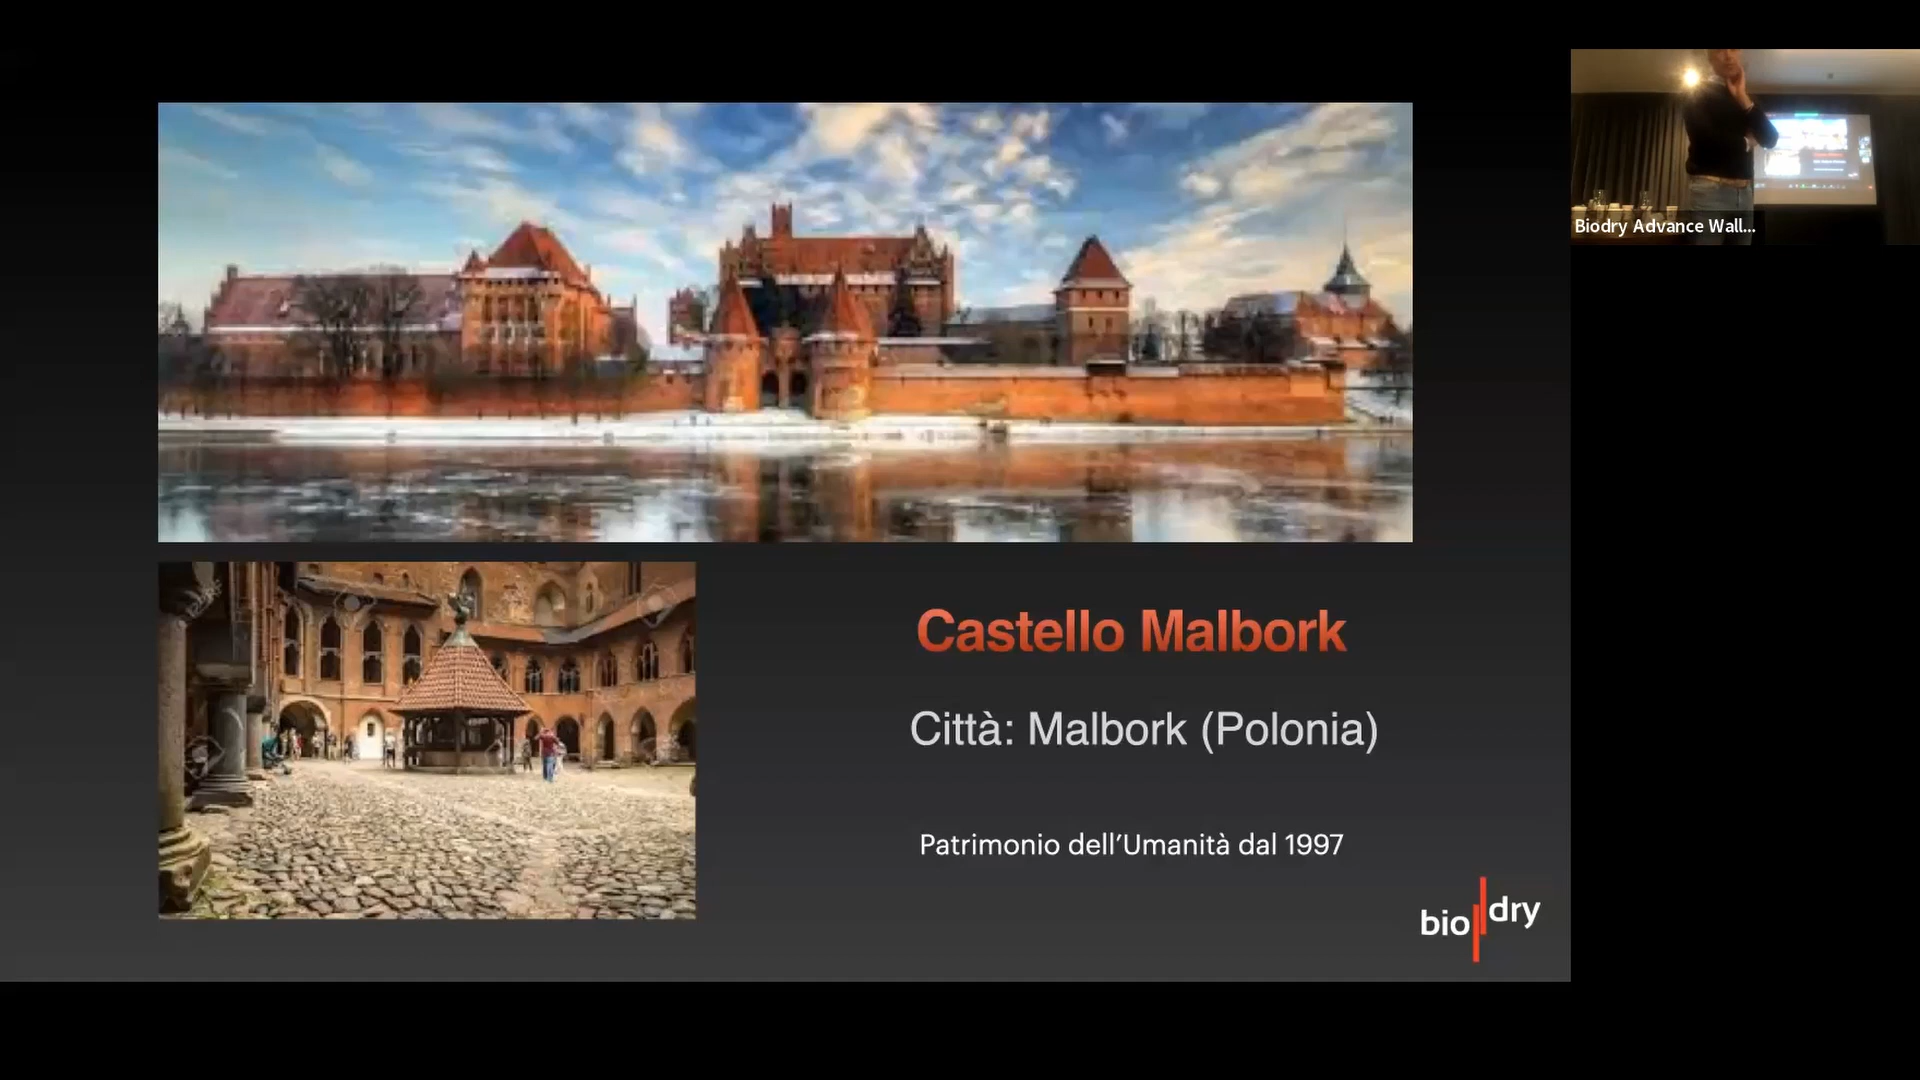 Biodry Advance Wall...
Castello Malbork
Città: Malbork (Polonia)
Patrimonio dell'Umanità dal 1997
bio dry